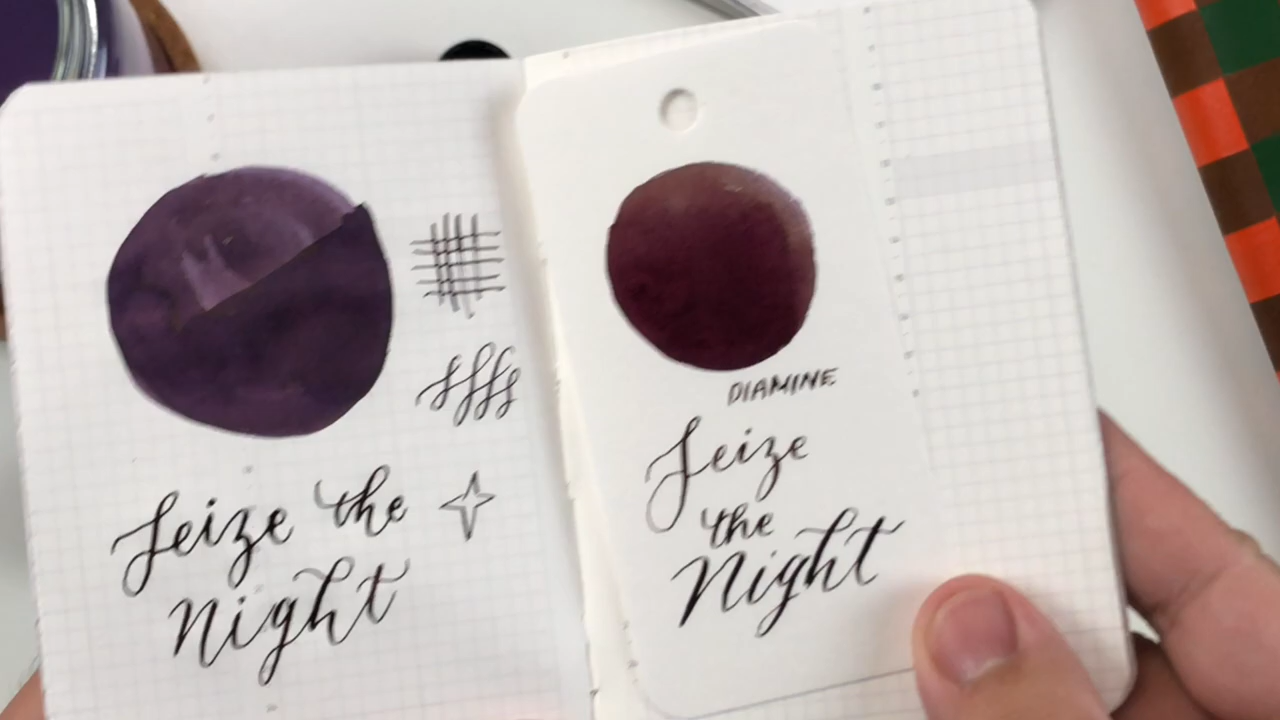 Seize the
Night
DIAMINE
Seize
the
Night